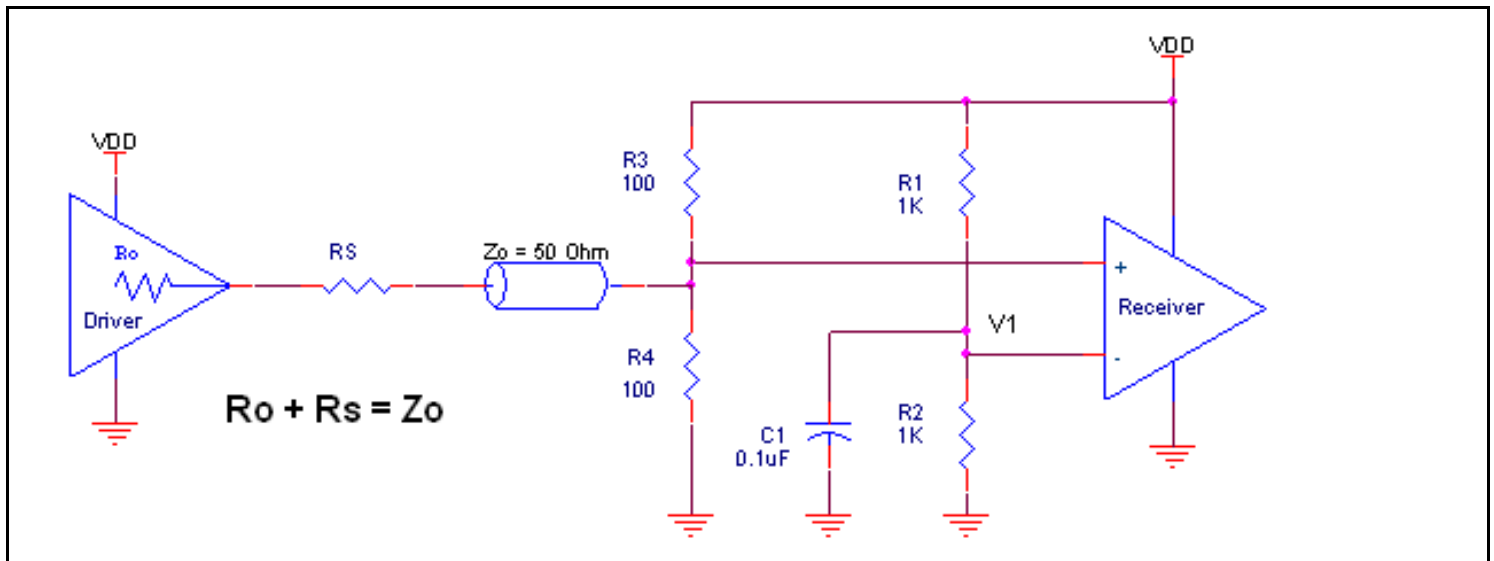 VDD
VDD
R3
100
R1
1K
Ro
RS
Zo = 50 Ohm
+
Driver
Receiver
V1
-
R4
100
Ro + Rs = Zo
C1
0.1uF
R2
1K